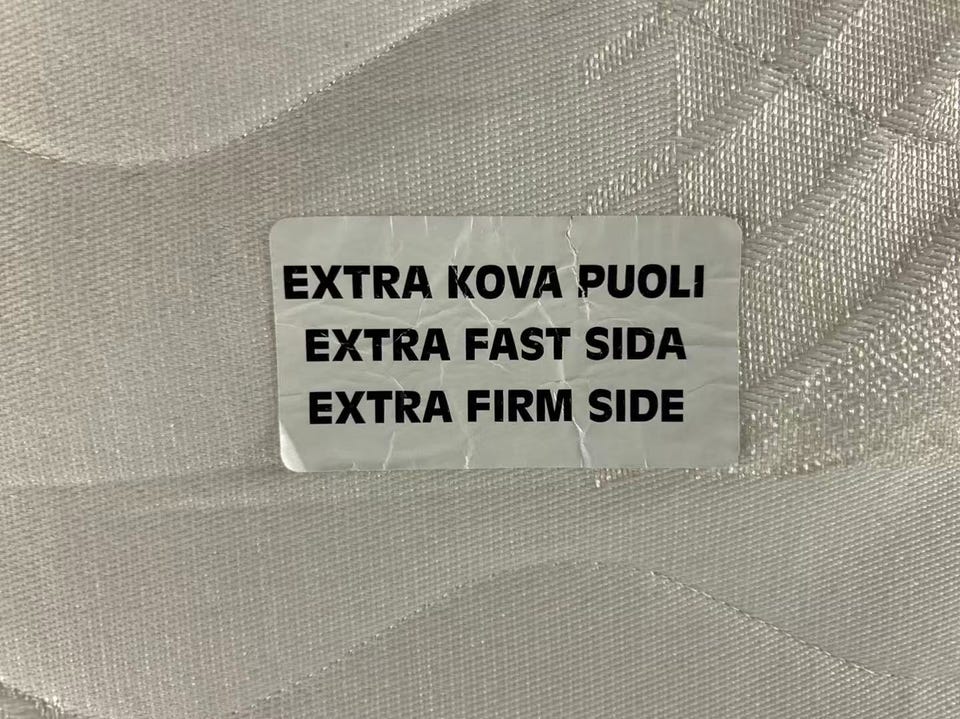 EXTRA KOVA PUOLI
EXTRA FAST SIDA
EXTRA FIRM SIDE